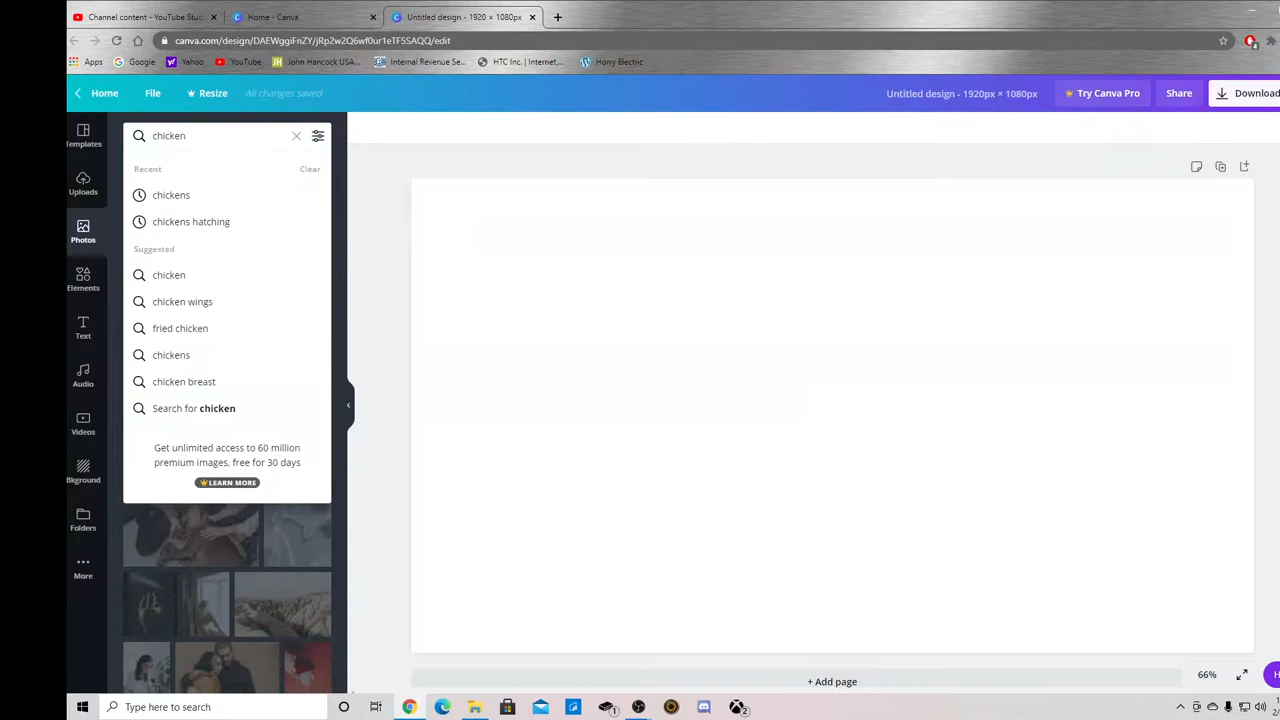 Channel content - YouTube Stud
Home - Canva
Untitled design - 1920 × 1080px
canva.com/design/DAEWggiFnZY/jRp2w2Q6wf0ur1eTF5SAQQ/edit
Apps
Google
Yahoo
YouTube
John Hancock USA...
Internal Revenue Se...
HTC Inc. | Internet,...
Horry Electric
Home
File
Resize
All changes saved
Untitled design - 1920px × 1080px
Try Canva Pro
Share
Download
Templates
Uploads
Photos
Elements
Text
Audio
Videos
Bkground
Folders
More
chicken
Recent
Clear
chickens
chickens hatching
Suggested
chicken
chicken wings
fried chicken
chickens
chicken breast
Search for chicken
Get unlimited access to 60 million
premium images, free for 30 days
LEARN MORE
+ Add page
66%
H
Type here to search